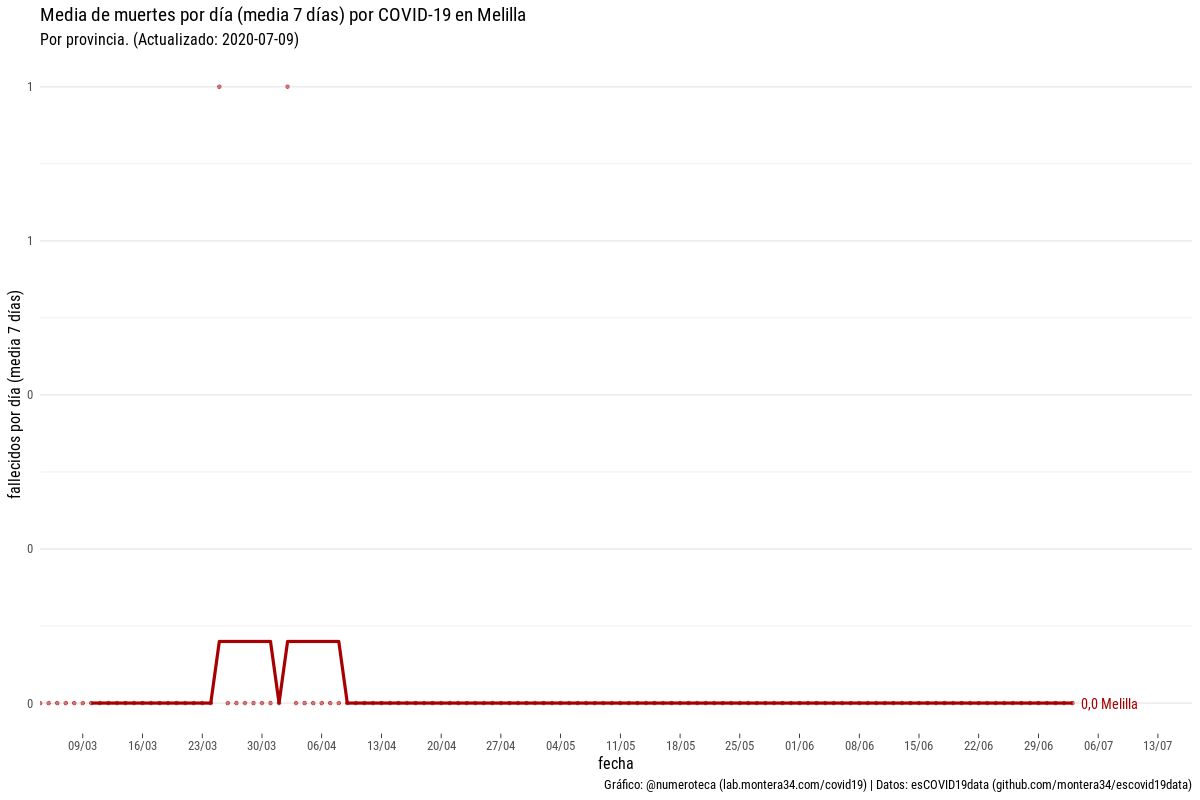 Media de muertes por día (media 7 días) por COVID-19 en Melilla
Por provincia. (Actualizado: 2020-07-09)
fallecidos por día (media 7 días)
1
1
0
0
0
0,0 Melilla
09/03 16/03 23/03 30/03 06/04 13/04 20/04 27/04 04/05 11/05 18/05 25/05 01/06 08/06 15/06 22/06 29/06 06/07 13/07
fecha
Gráfico: @numeroteca (lab.montera34.com/covid19) | Datos: esCOVID19data (github.com/montera34/escovid19data)